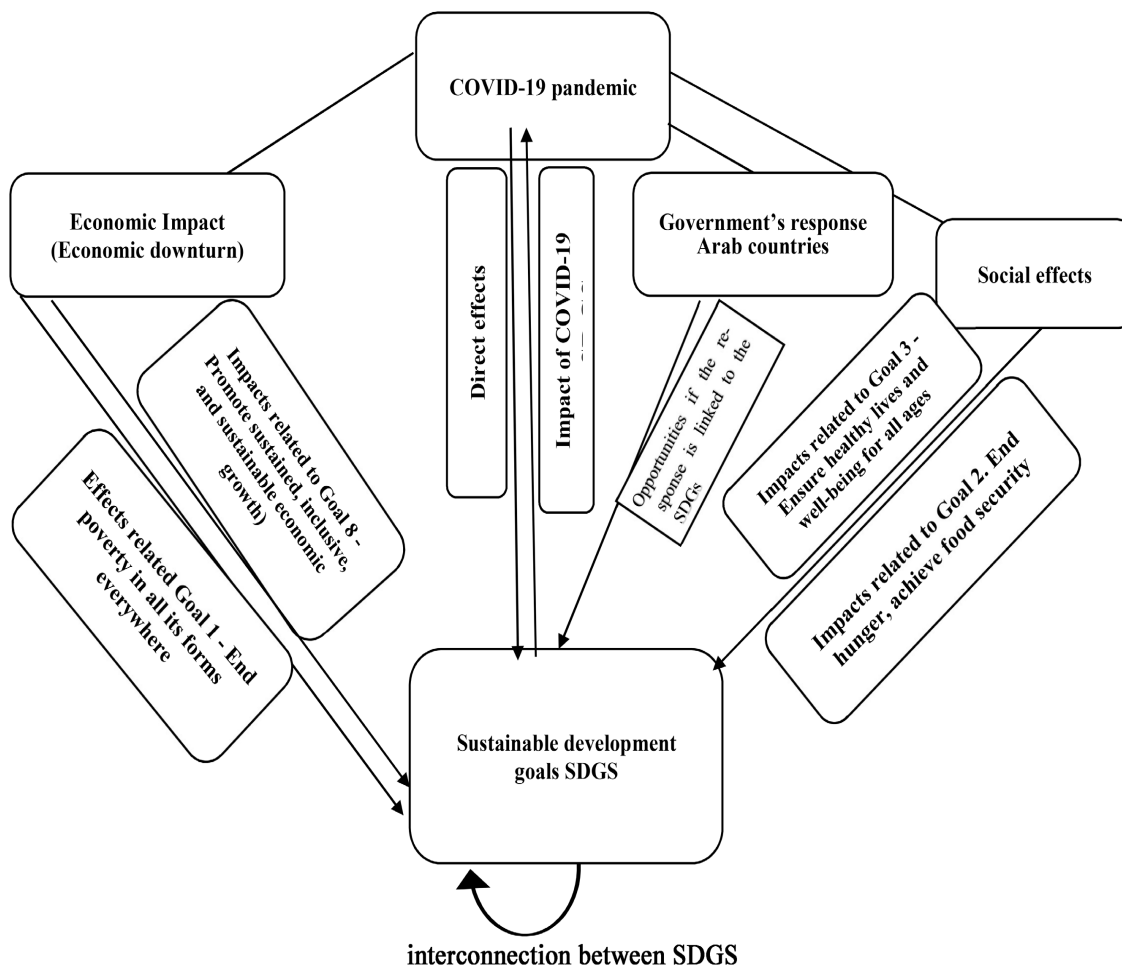 COVID-19 pandemic
Economic Impact
(Economic downturn)
Direct effects
Impact of COVID-19
Government’s response
Arab countries
Social effects
Effects related Goal 1 - End
poverty in all its forms
everywhere
Impacts related to Goal 8 -
Promote sustained, inclusive,
and sustainable economic
growth)
Opportunities if the re-
sponse is linked to the
SDGs
Impacts related to Goal 3 -
Ensure healthy lives and
well-being for all ages
Impacts related to Goal 2. End
hunger, achieve food security
Sustainable development
goals SDGS
interconnection between SDGS